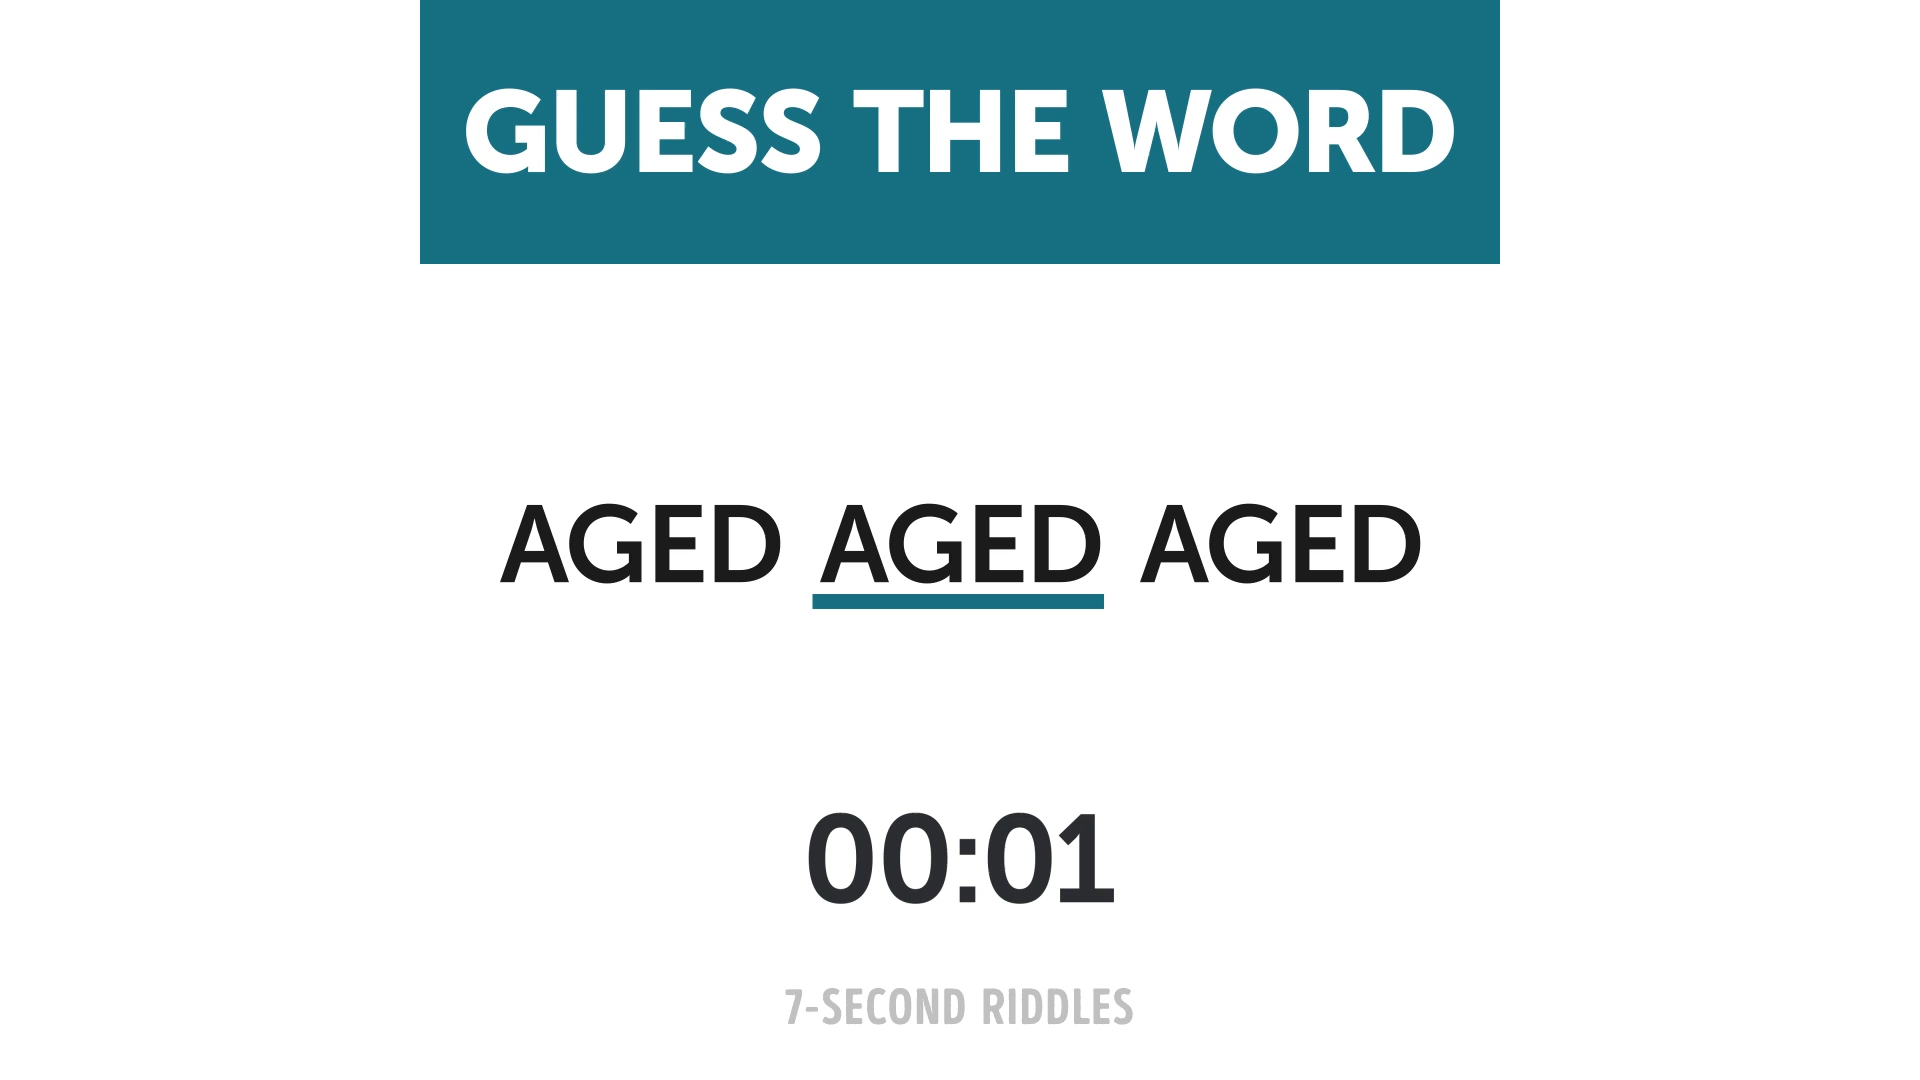 GUESS THE WORD
AGED AGED AGED
00:01
7-SECOND RIDDLES